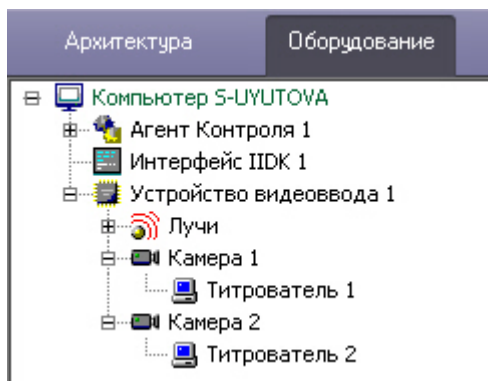 Архитектура
Оборудование
Компьютер S-UYUTOVA
Агент Контроля 1
Интерфейс IIDK 1
Устройство видеоввода 1
Лучи
Камера 1
Титрователь 1
Камера 2
Титрователь 2